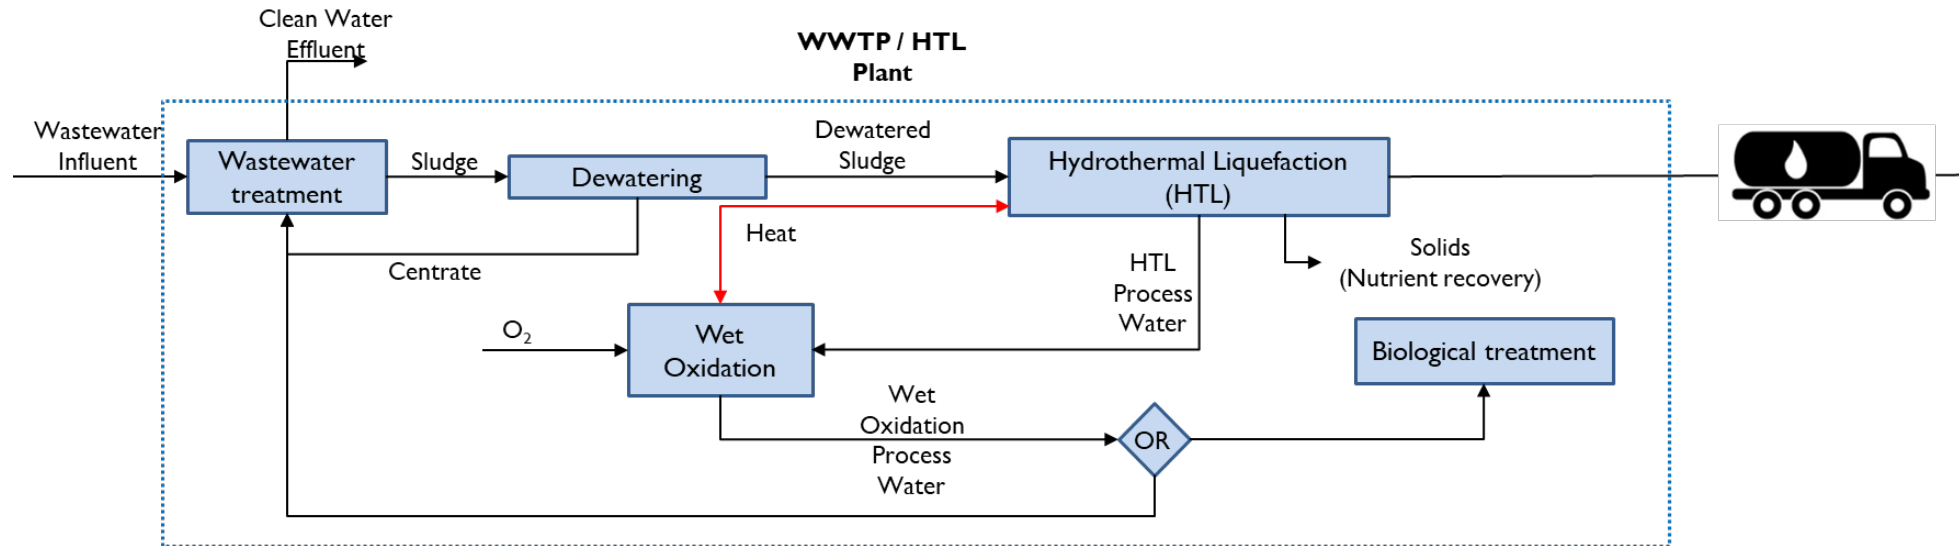 Clean Water
Effluent
WWTP / HTL
Plant
Wastewater
Influent
Wastewater
treatment
Sludge
Dewatering
Dewatered
Sludge
Hydrothermal Liquefaction
(HTL)
Heat
Centrate
HTL
Process
Water
Solids
(Nutrient recovery)
O₂
Wet
Oxidation
Biological treatment
Wet
Oxidation
Process
Water
OR